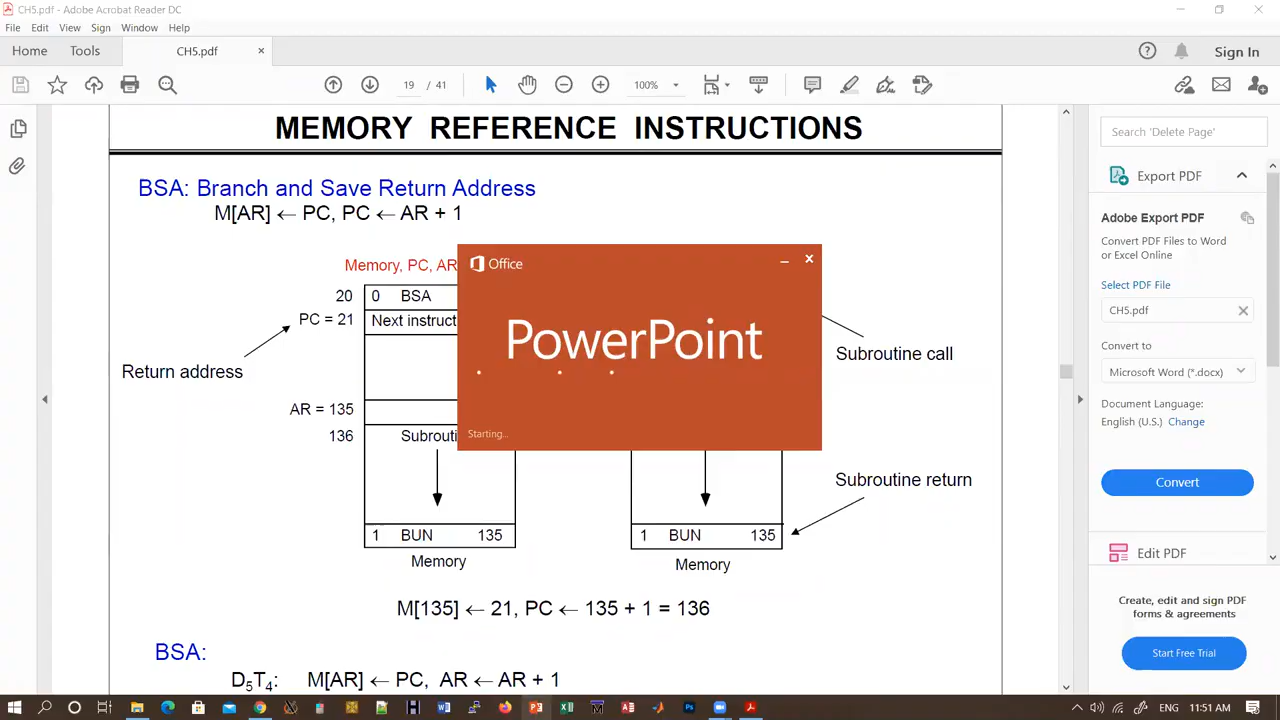 CH5.pdf - Adobe Acrobat Reader DC
File Edit View Sign Window Help
Home Tools CH5.pdf × Sign In
19 / 41 100%
MEMORY REFERENCE INSTRUCTIONS
BSA: Branch and Save Return Address
M[AR] ← PC, PC ← AR + 1
Memory, PC, AR
20 0 BSA
PC = 21 Next instruct
Return address
AR = 135
136 Subrouti
1 BUN 135
Memory
Office
PowerPoint
Starting...
Subroutine call
Subroutine return
1 BUN 135
Memory
M[135] ← 21, PC ← 135 + 1 = 136
BSA:
D5T4: M[AR] ← PC, AR ← AR + 1
Search 'Delete Page'
Export PDF
Adobe Export PDF
Convert PDF Files to Word
or Excel Online
Select PDF File
CH5.pdf
Convert to
Microsoft Word (*.docx)
Document Language:
English (U.S.) Change
Convert
Edit PDF
Create, edit and sign PDF
forms & agreements
Start Free Trial
ENG 11:51 AM